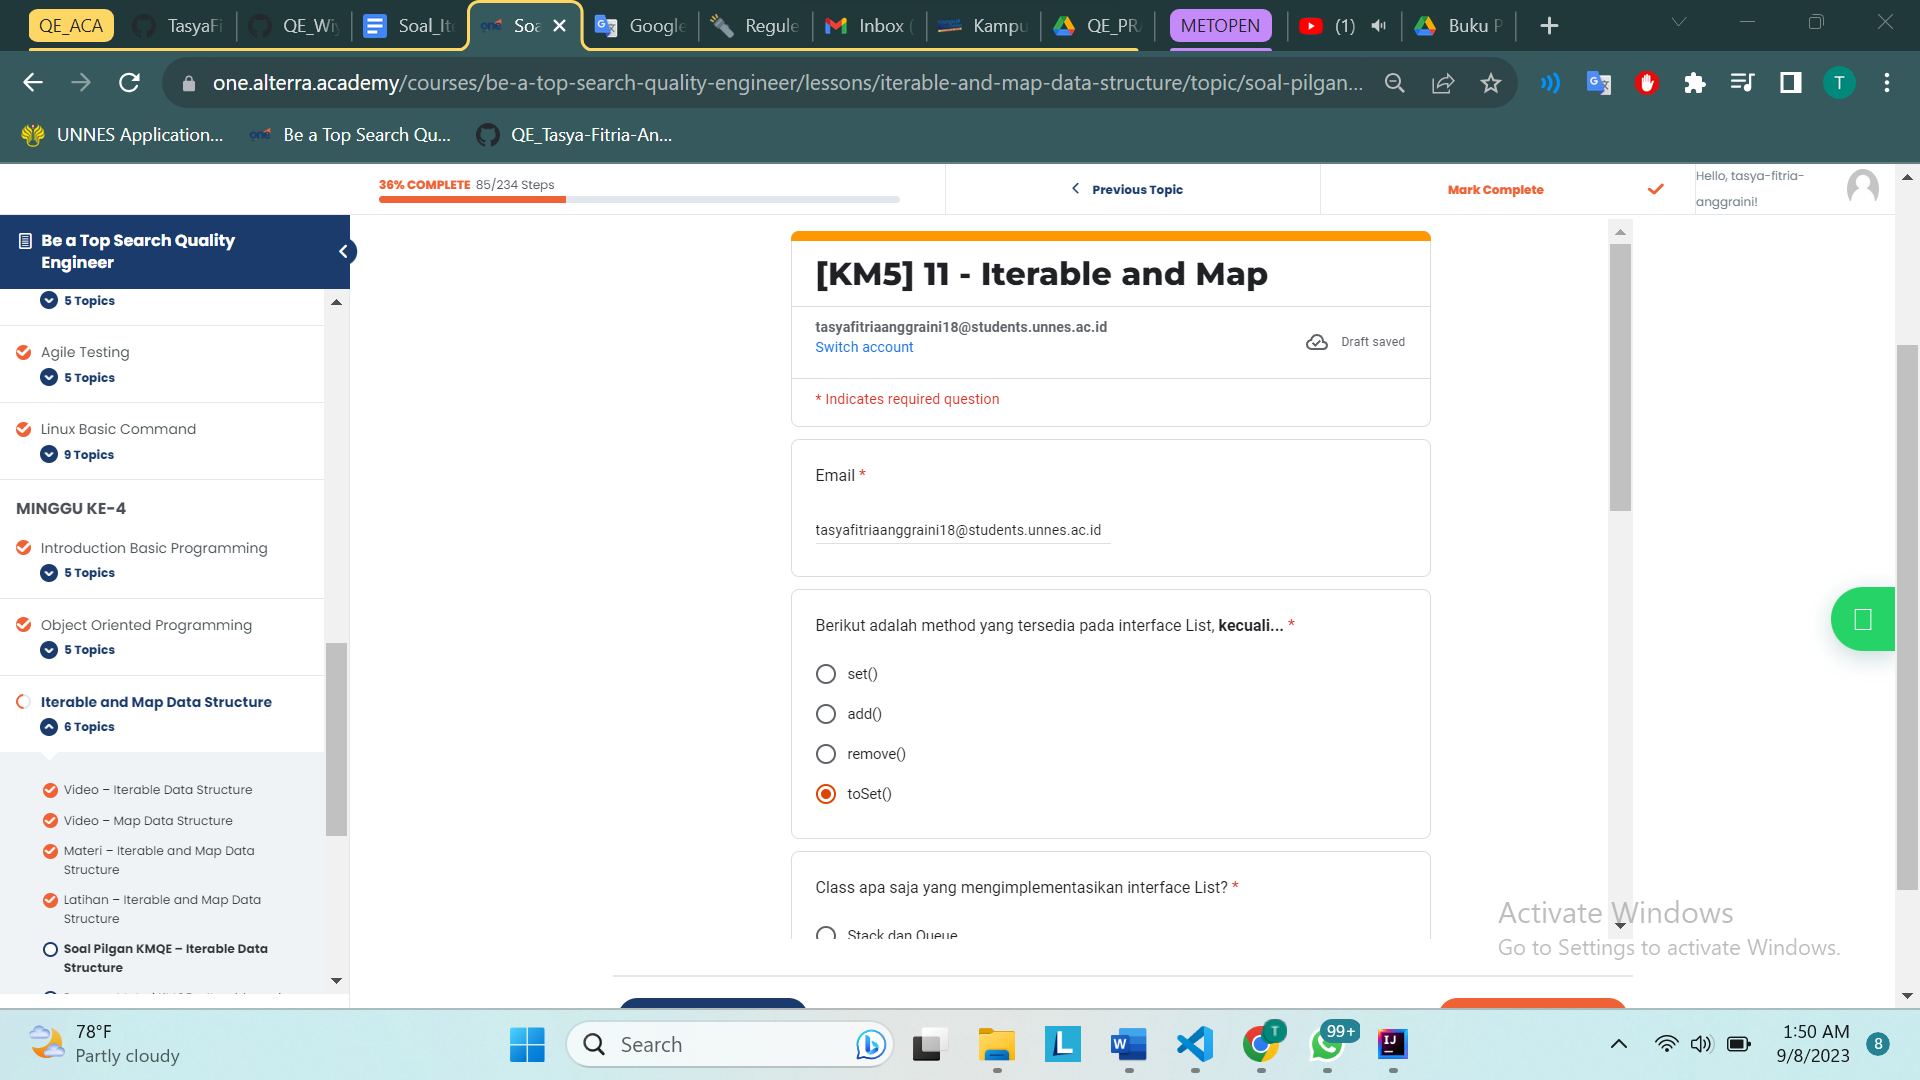 QE_ACA
TasyaFi
QE_Wiy
Soal_Ite
Soa
Google
Regule
Inbox (
Kampu
QE_PRA
METOPEN
(1)
Buku P
one.alterra.academy/courses/be-a-top-search-quality-engineer/lessons/iterable-and-map-data-structure/topic/soal-pilgan...
T
UNNES Application...
one
Be a Top Search Qu...
QE_Tasya-Fitria-An...
36% COMPLETE 85/234 Steps
Previous Topic
Mark Complete
Hello, tasya-fitria-
anggraini!
Be a Top Search Quality
Engineer
5 Topics
Agile Testing
5 Topics
Linux Basic Command
9 Topics
MINGGU KE-4
Introduction Basic Programming
5 Topics
Object Oriented Programming
5 Topics
Iterable and Map Data Structure
6 Topics
Video – Iterable Data Structure
Video – Map Data Structure
Materi – Iterable and Map Data
Structure
Latihan – Iterable and Map Data
Structure
Soal Pilgan KMQE – Iterable Data
Structure
[KM5] 11 - Iterable and Map
tasyafitriaanggraini18@students.unnes.ac.id
Switch account
Draft saved
* Indicates required question
Email *
tasyafitriaanggraini18@students.unnes.ac.id
Berikut adalah method yang tersedia pada interface List, kecuali... *
set()
add()
remove()
toSet()
Class apa saja yang mengimplementasikan interface List? *
Stack dan Queue
Activate Windows
Go to Settings to activate Windows.
78°F
Partly cloudy
Search
99+
1:50 AM
9/8/2023
8